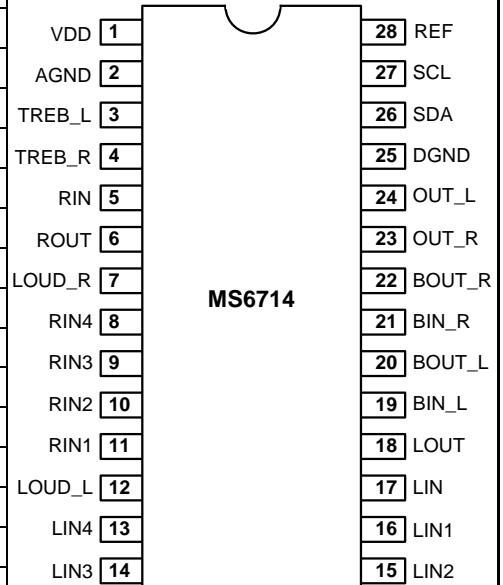 VDD 1 28 REF
AGND 2 27 SCL
TREB_L 3 26 SDA
TREB_R 4 25 DGND
RIN 5 24 OUT_L
ROUT 6 23 OUT_R
LOUD_R 7 22 BOUT_R
MS6714
RIN4 8 21 BIN_R
RIN3 9 20 BOUT_L
RIN2 10 19 BIN_L
RIN1 11 18 LOUT
LOUD_L 12 17 LIN
LIN4 13 16 LIN1
LIN3 14 15 LIN2